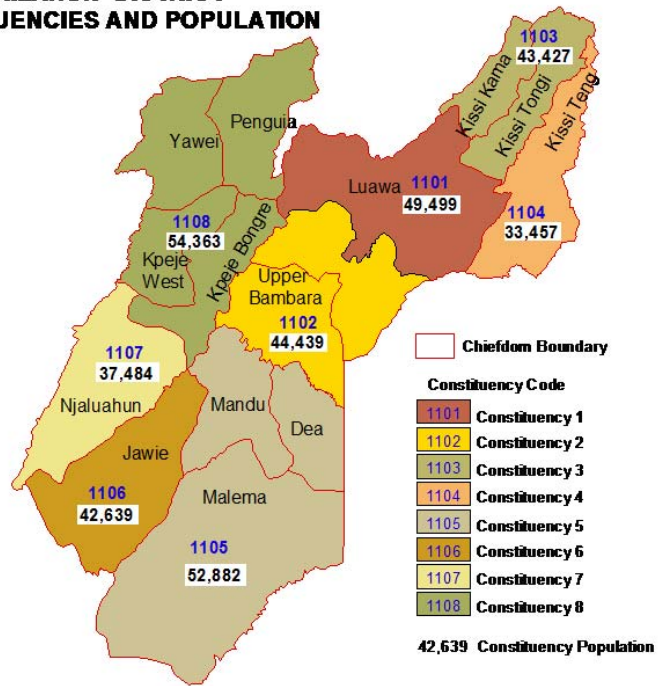 UENCIES AND POPULATION
1103
43,427
Kissi Kama
Kissi Tongi
Kissi Teng
Penguia
Yawei
Luawa 1101
49,499
1104
33,457
1108
54,363
Kpeje
West
Kpeje Bongre
Upper
Bambara
1102
44,439
1107
37,484
Njaluahun
Mandu
Dea
Jawie
1106
42,639
Malema
1105
52,882
Chiefdom Boundary
Constituency Code
1101 Constituency 1
1102 Constituency 2
1103 Constituency 3
1104 Constituency 4
1105 Constituency 5
1106 Constituency 6
1107 Constituency 7
1108 Constituency 8
42,639 Constituency Population